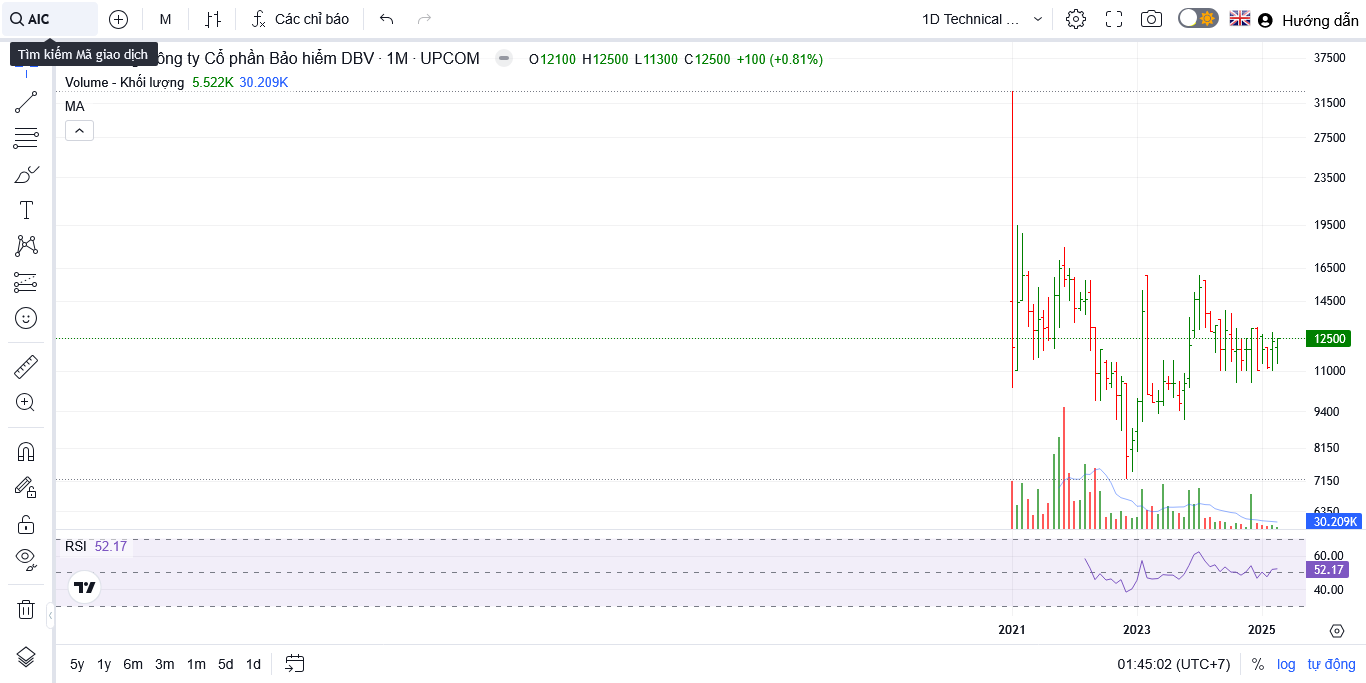 AIC
M
Các chỉ báo
1D Technical ...
Hướng dẫn
Tìm kiếm Mã giao dịch
ông ty Cổ phần Bảo hiểm DBV · 1M · UPCOM
O12100 H12500 L11300 C12500 +100 (+0.81%)
Volume - Khối lượng 5.522K 30.209K
MA
37500
31500
27500
23500
19500
16500
14500
12500
11000
9400
8150
7150
6350
30.209K
RSI 52.17
60.00
52.17
40.00
2021
2023
2025
5y 1y 6m 3m 1m 5d 1d
01:45:02 (UTC+7)
% log tự động